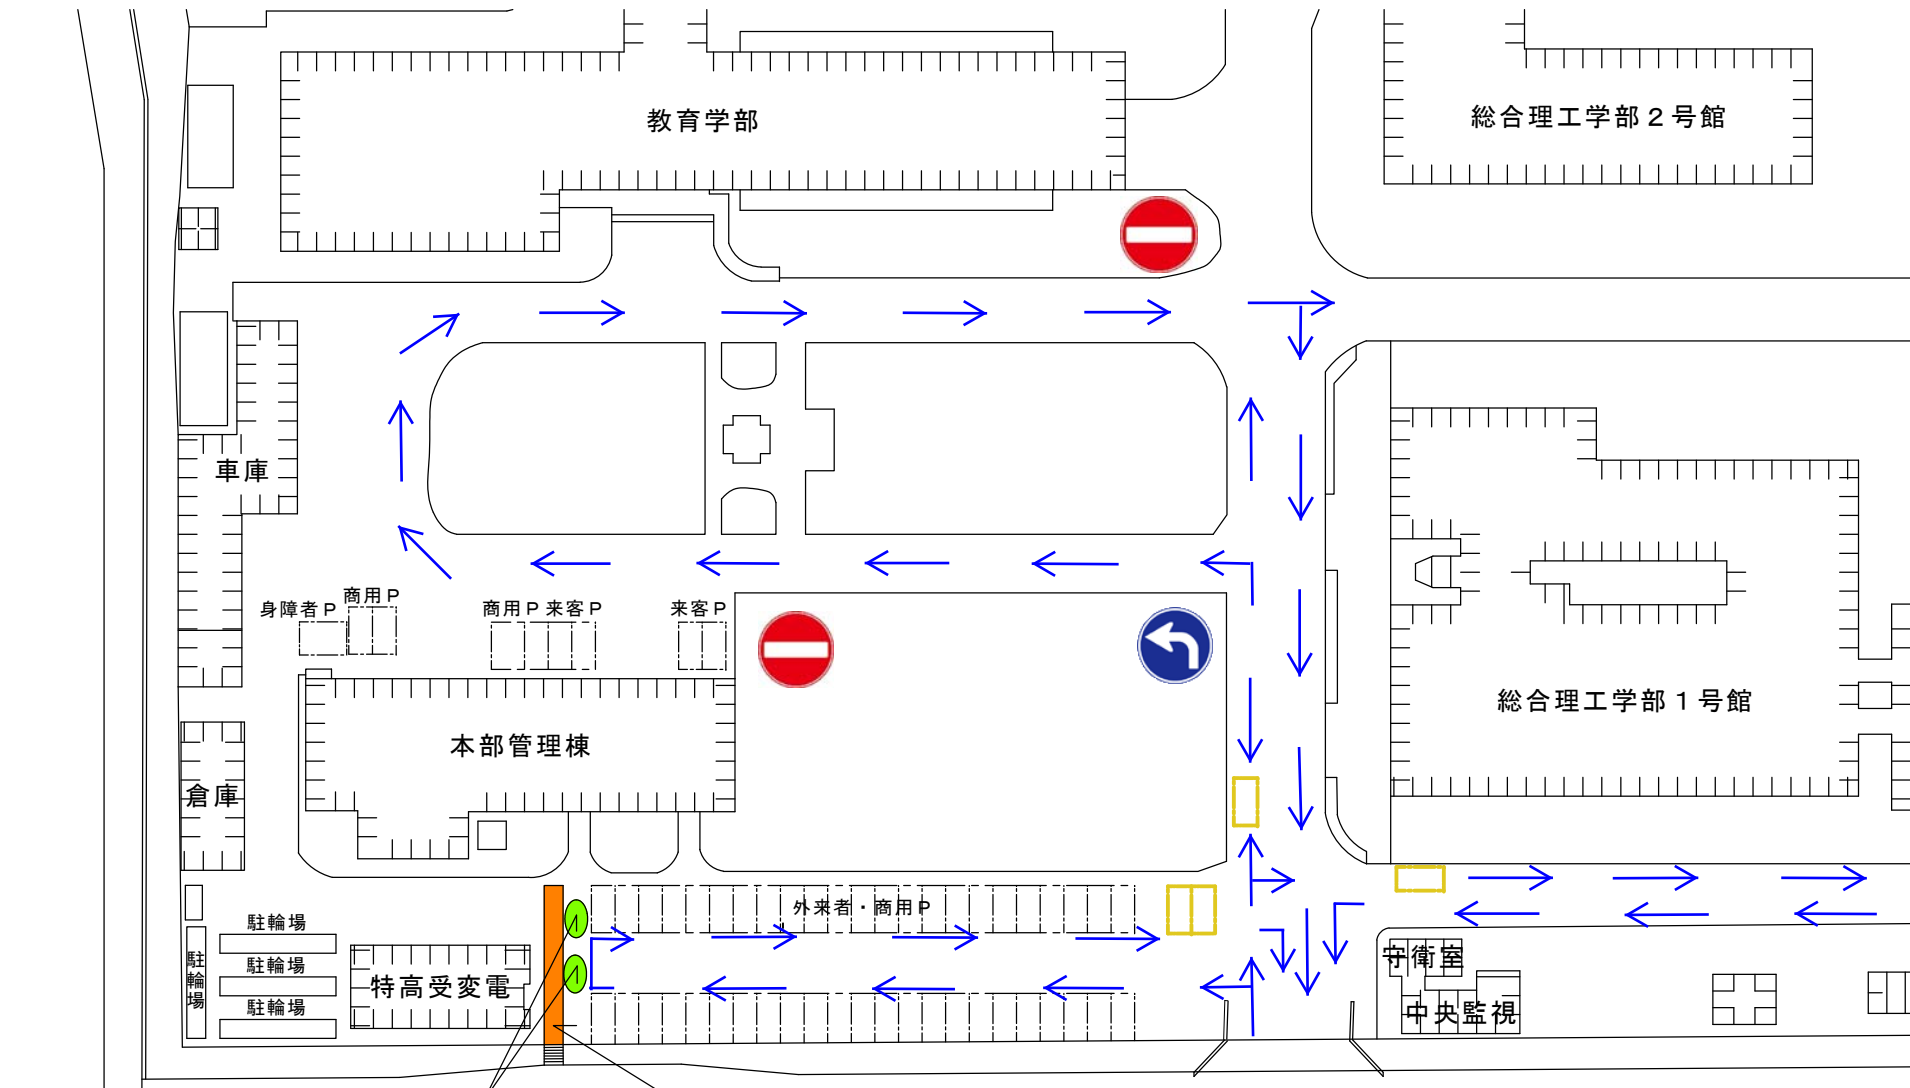 教育学部
総合理工学部２号館
車庫
身障者Ｐ
商用Ｐ
商用Ｐ
来客Ｐ
来客Ｐ
総合理工学部１号館
本部管理棟
倉庫
外来者・商用Ｐ
駐輪場
駐輪場
駐輪場
駐輪場
特高受変電
守衛室
中央監視